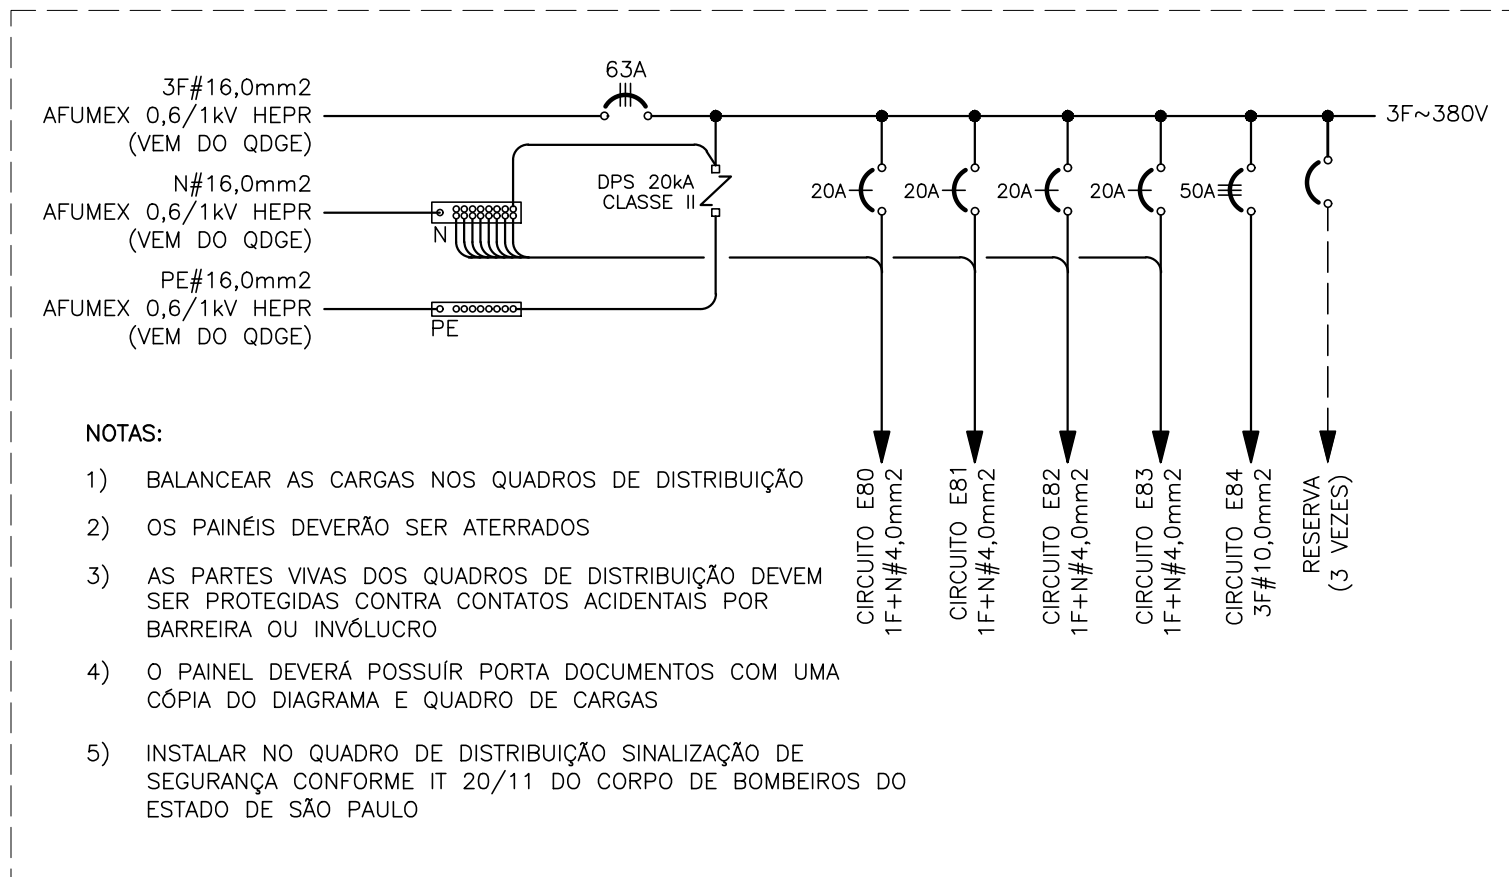 63A
3F#16,0mm2
AFUMEX 0,6/1kV HEPR
(VEM DO QDGE)
3F~380V
N#16,0mm2
AFUMEX 0,6/1kV HEPR
(VEM DO QDGE)
N
DPS 20kA
CLASSE II
20A
20A
20A
20A
50A
PE#16,0mm2
AFUMEX 0,6/1kV HEPR
(VEM DO QDGE)
PE
CIRCUITO E80
1F+N#4,0mm2
CIRCUITO E81
1F+N#4,0mm2
CIRCUITO E82
1F+N#4,0mm2
CIRCUITO E83
1F+N#4,0mm2
CIRCUITO E84
3F#10,0mm2
RESERVA
(3 VEZES)
NOTAS:
1) BALANCEAR AS CARGAS NOS QUADROS DE DISTRIBUIÇÃO
2) OS PAINÉIS DEVERÃO SER ATERRADOS
3) AS PARTES VIVAS DOS QUADROS DE DISTRIBUIÇÃO DEVEM
SER PROTEGIDAS CONTRA CONTATOS ACIDENTAIS POR
BARREIRA OU INVÓLUCRO
4) O PAINEL DEVERÁ POSSUÍR PORTA DOCUMENTOS COM UMA
CÓPIA DO DIAGRAMA E QUADRO DE CARGAS
5) INSTALAR NO QUADRO DE DISTRIBUIÇÃO SINALIZAÇÃO DE
SEGURANÇA CONFORME IT 20/11 DO CORPO DE BOMBEIROS DO
ESTADO DE SÃO PAULO